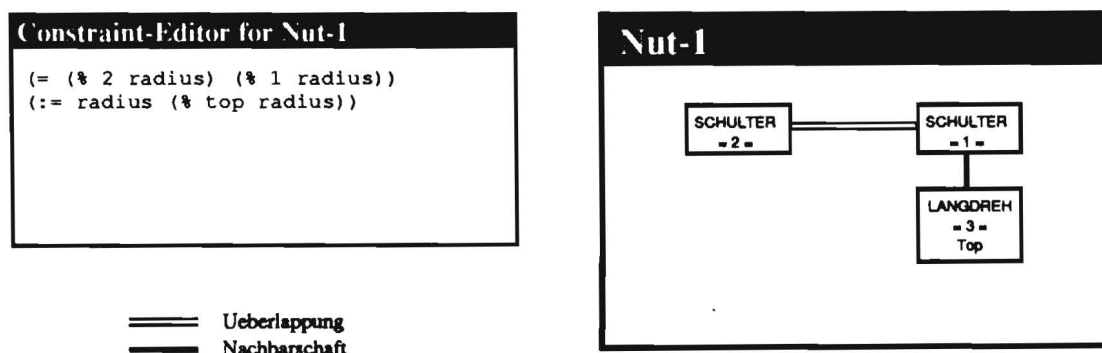 Constraint-Editor for Nut-1
(= (% 2 radius) (% 1 radius))
(:= radius (% top radius))
Nut-1
SCHULTER
= 2 =
SCHULTER
= 1 =
LANGDREH
= 3 =
Top
Ueberlappung
Nachbarschaft